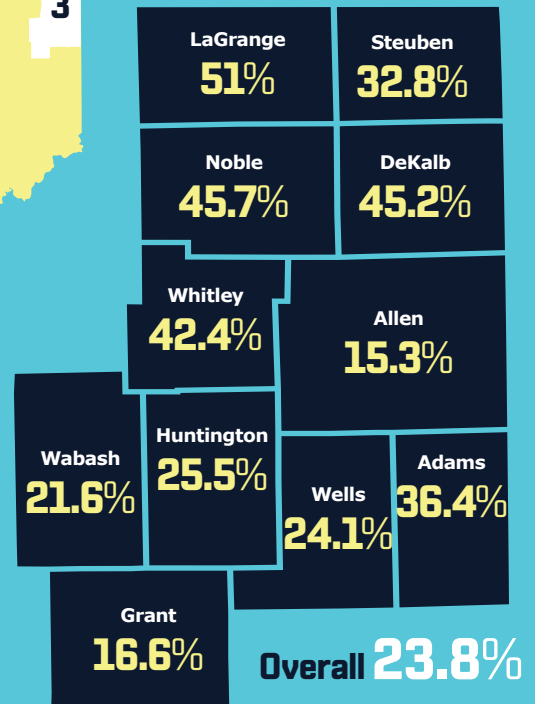 3
LaGrange
51%
Steuben
32.8%
Noble
45.7%
DeKalb
45.2%
Whitley
42.4%
Allen
15.3%
Wabash
21.6%
Huntington
25.5%
Wells
24.1%
Adams
36.4%
Grant
16.6%
Overall 23.8%